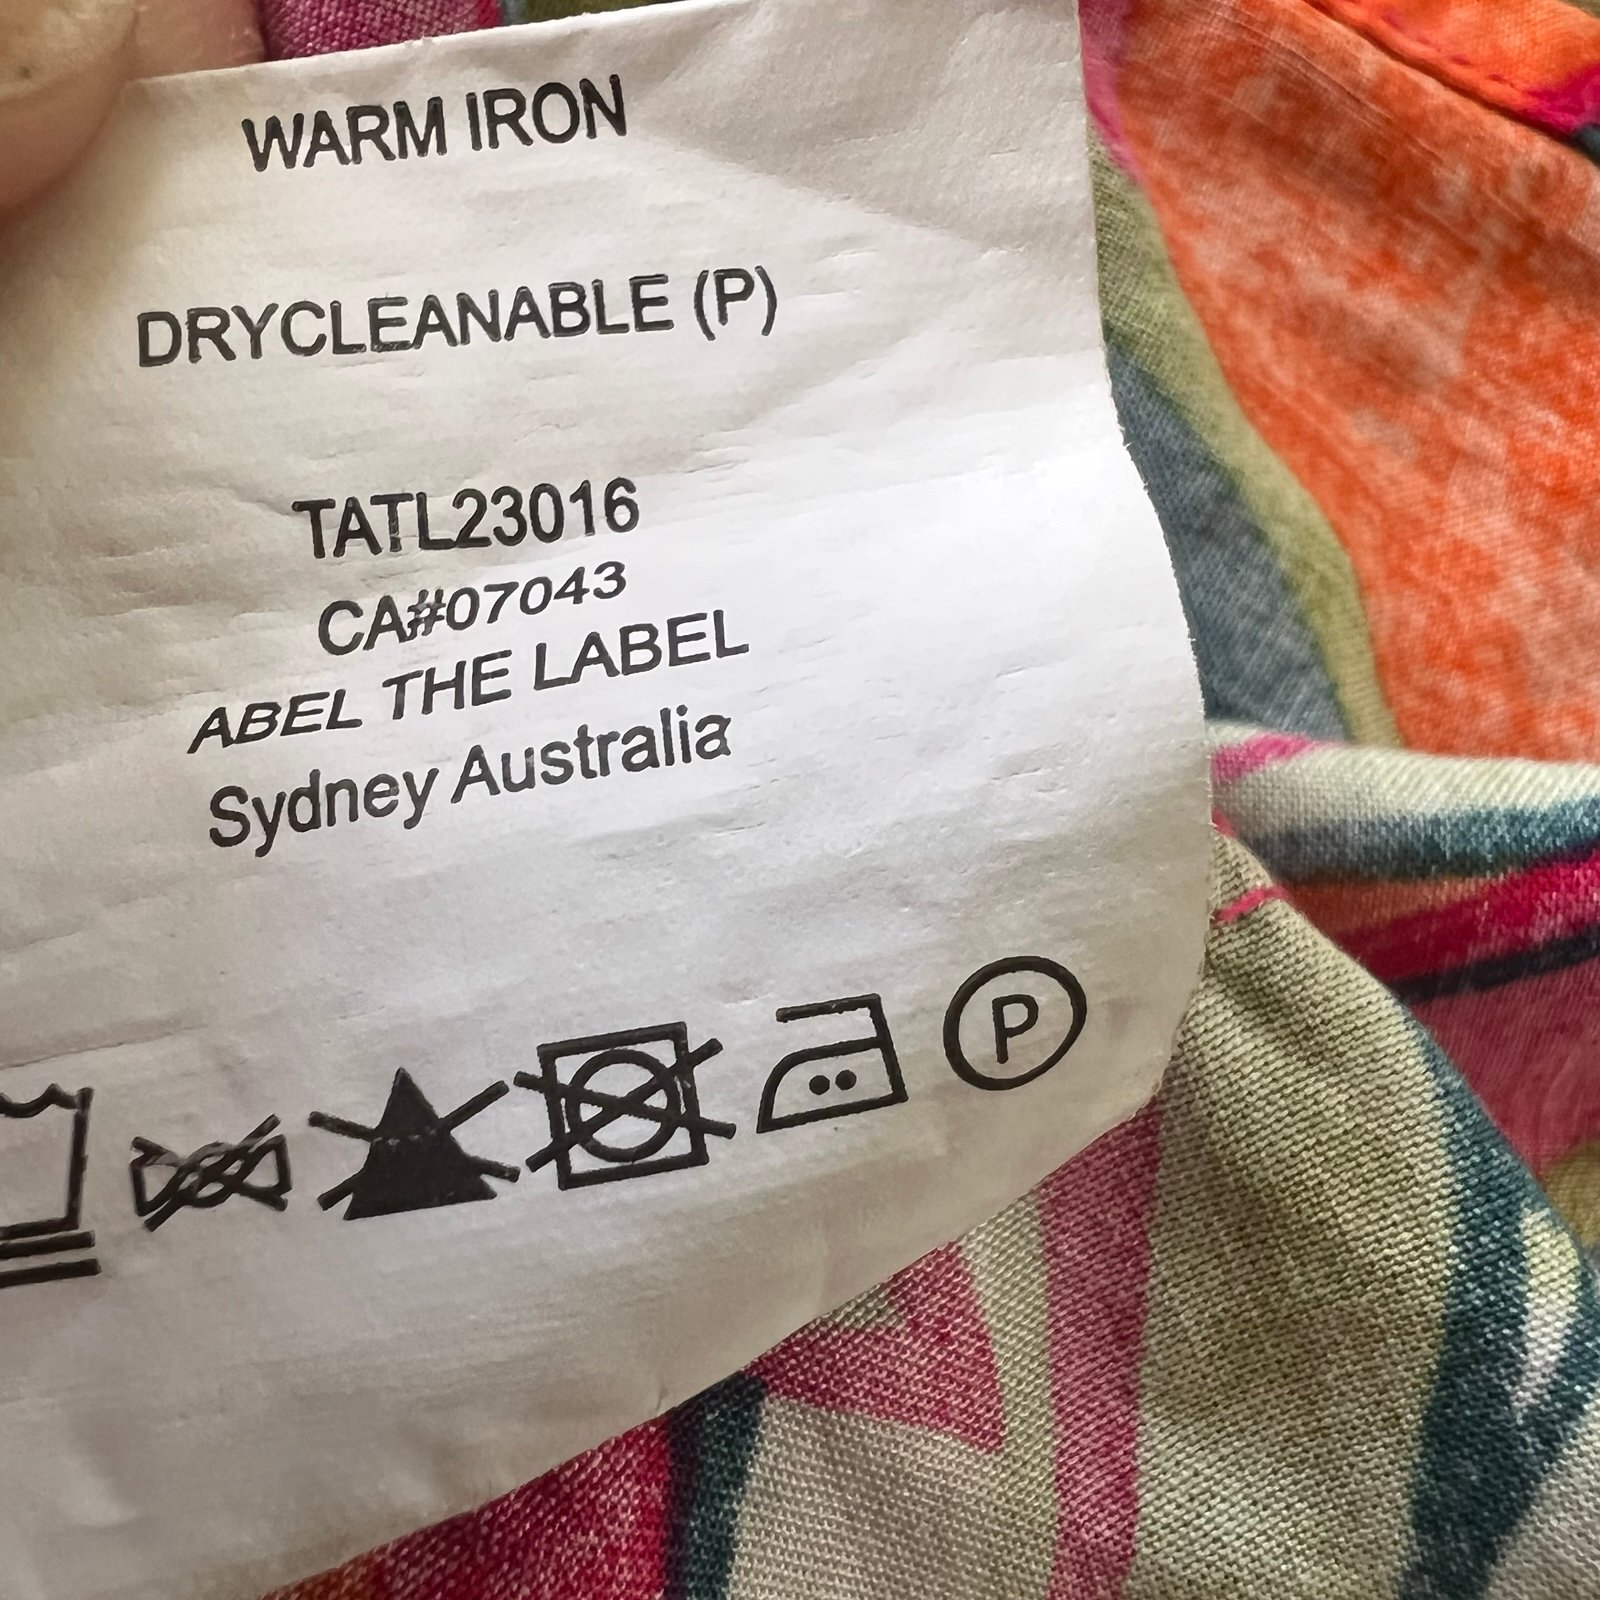 WARM IRON
DRYCLEANABLE (P)
TATL23016
CA#07043
ABEL THE LABEL
Sydney Australia
P